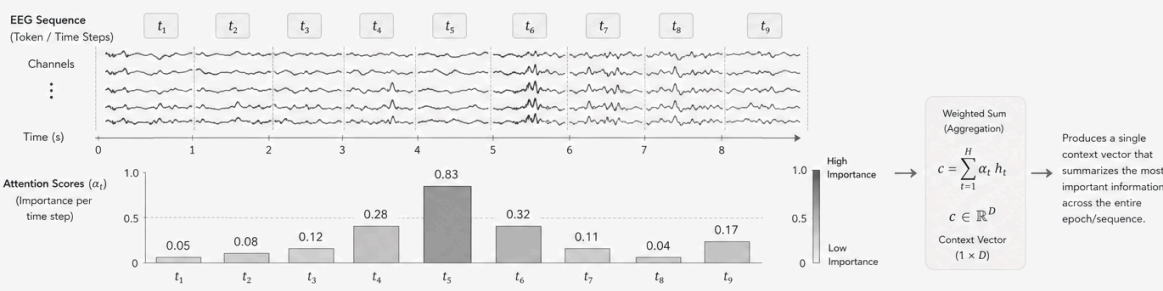 EEG Sequence
(Token / Time Steps)
t1 t2 t3 t4 t5 t6 t7 t8 t9
Channels
⋮
Time (s)
0 1 2 3 4 5 6 7 8
Attention Scores (αt)
(Importance per
time step)
1.0
0.5
0
0.05 0.08 0.12 0.28 0.83 0.32 0.11 0.04 0.17
t1 t2 t3 t4 t5 t6 t7 t8 t9
1.0
0.5
0
High
Importance
Low
Importance
Weighted Sum
(Aggregation)
c = ∑_{t=1}^{H} αt ht
c ∈ ℝ^D
Context Vector
(1 × D)
Produces a single
context vector that
summarizes the most
important information
across the entire
epoch/sequence.